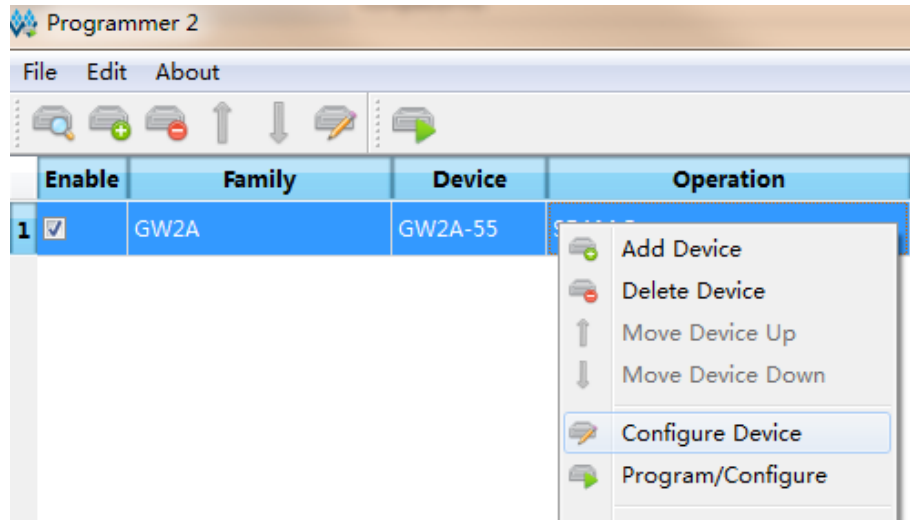 Programmer 2
File Edit About
Enable Family Device Operation
1 GW2A GW2A-55
Add Device
Delete Device
Move Device Up
Move Device Down
Configure Device
Program/Configure